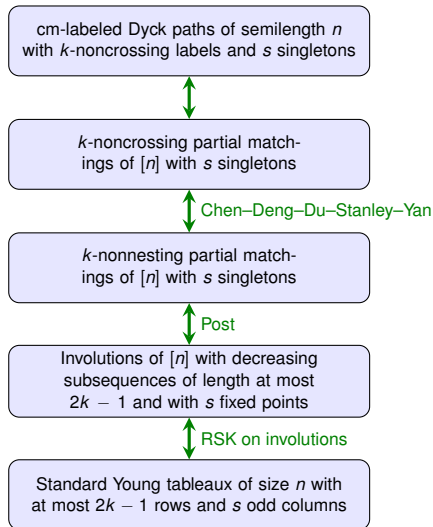 cm-labeled Dyck paths of semilength n
with k-noncrossing labels and s singletons
k-noncrossing partial match-
ings of [n] with s singletons
Chen–Deng–Du–Stanley–Yan
k-nonnesting partial match-
ings of [n] with s singletons
Post
Involutions of [n] with decreasing
subsequences of length at most
2k − 1 and with s fixed points
RSK on involutions
Standard Young tableaux of size n with
at most 2k − 1 rows and s odd columns